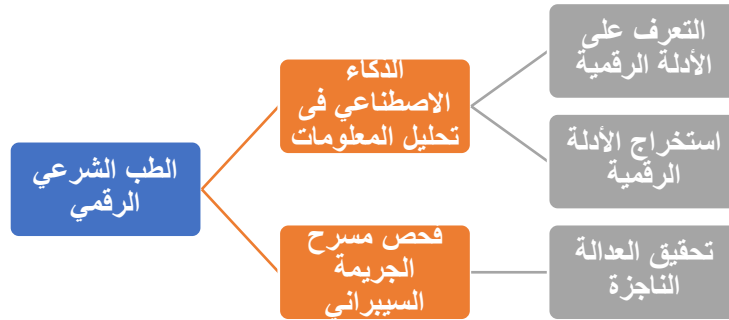 التعرف على
الأدلة الرقمية
الذكاء
الاصطناعي فى
تحليل المعلومات
استخراج الأدلة
الرقمية
الطب الشرعي
الرقمي
فحص مسرح
الجريمة
السيبراني
تحقيق العدالة
الناجزة